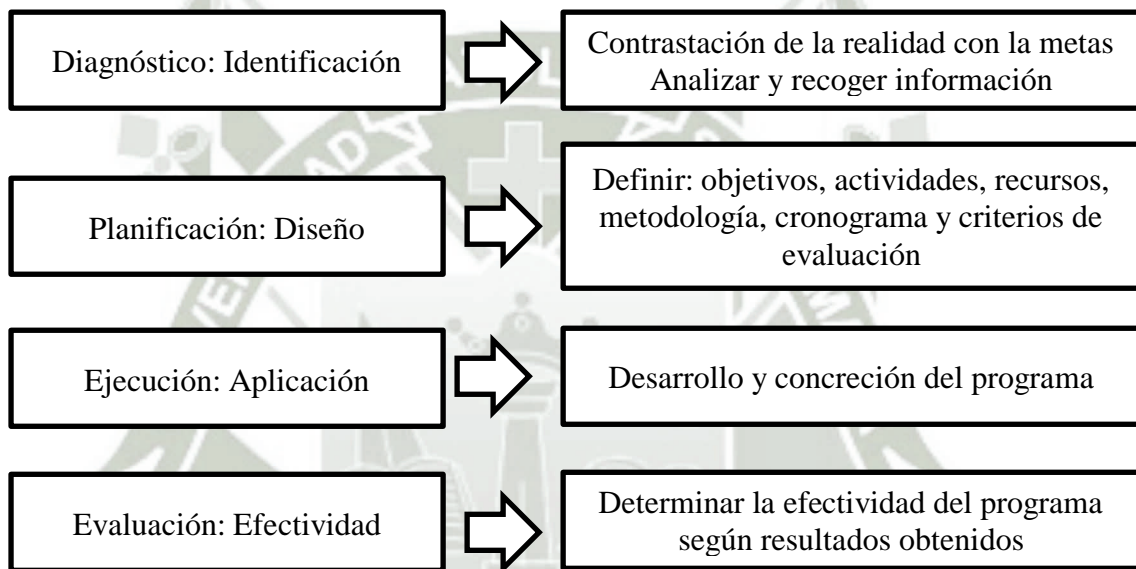 Diagnóstico: Identificación
Contrastación de la realidad con la metas
Analizar y recoger información
Planificación: Diseño
Definir: objetivos, actividades, recursos,
metodología, cronograma y criterios de
evaluación
Ejecución: Aplicación
Desarrollo y concreción del programa
Evaluación: Efectividad
Determinar la efectividad del programa
según resultados obtenidos